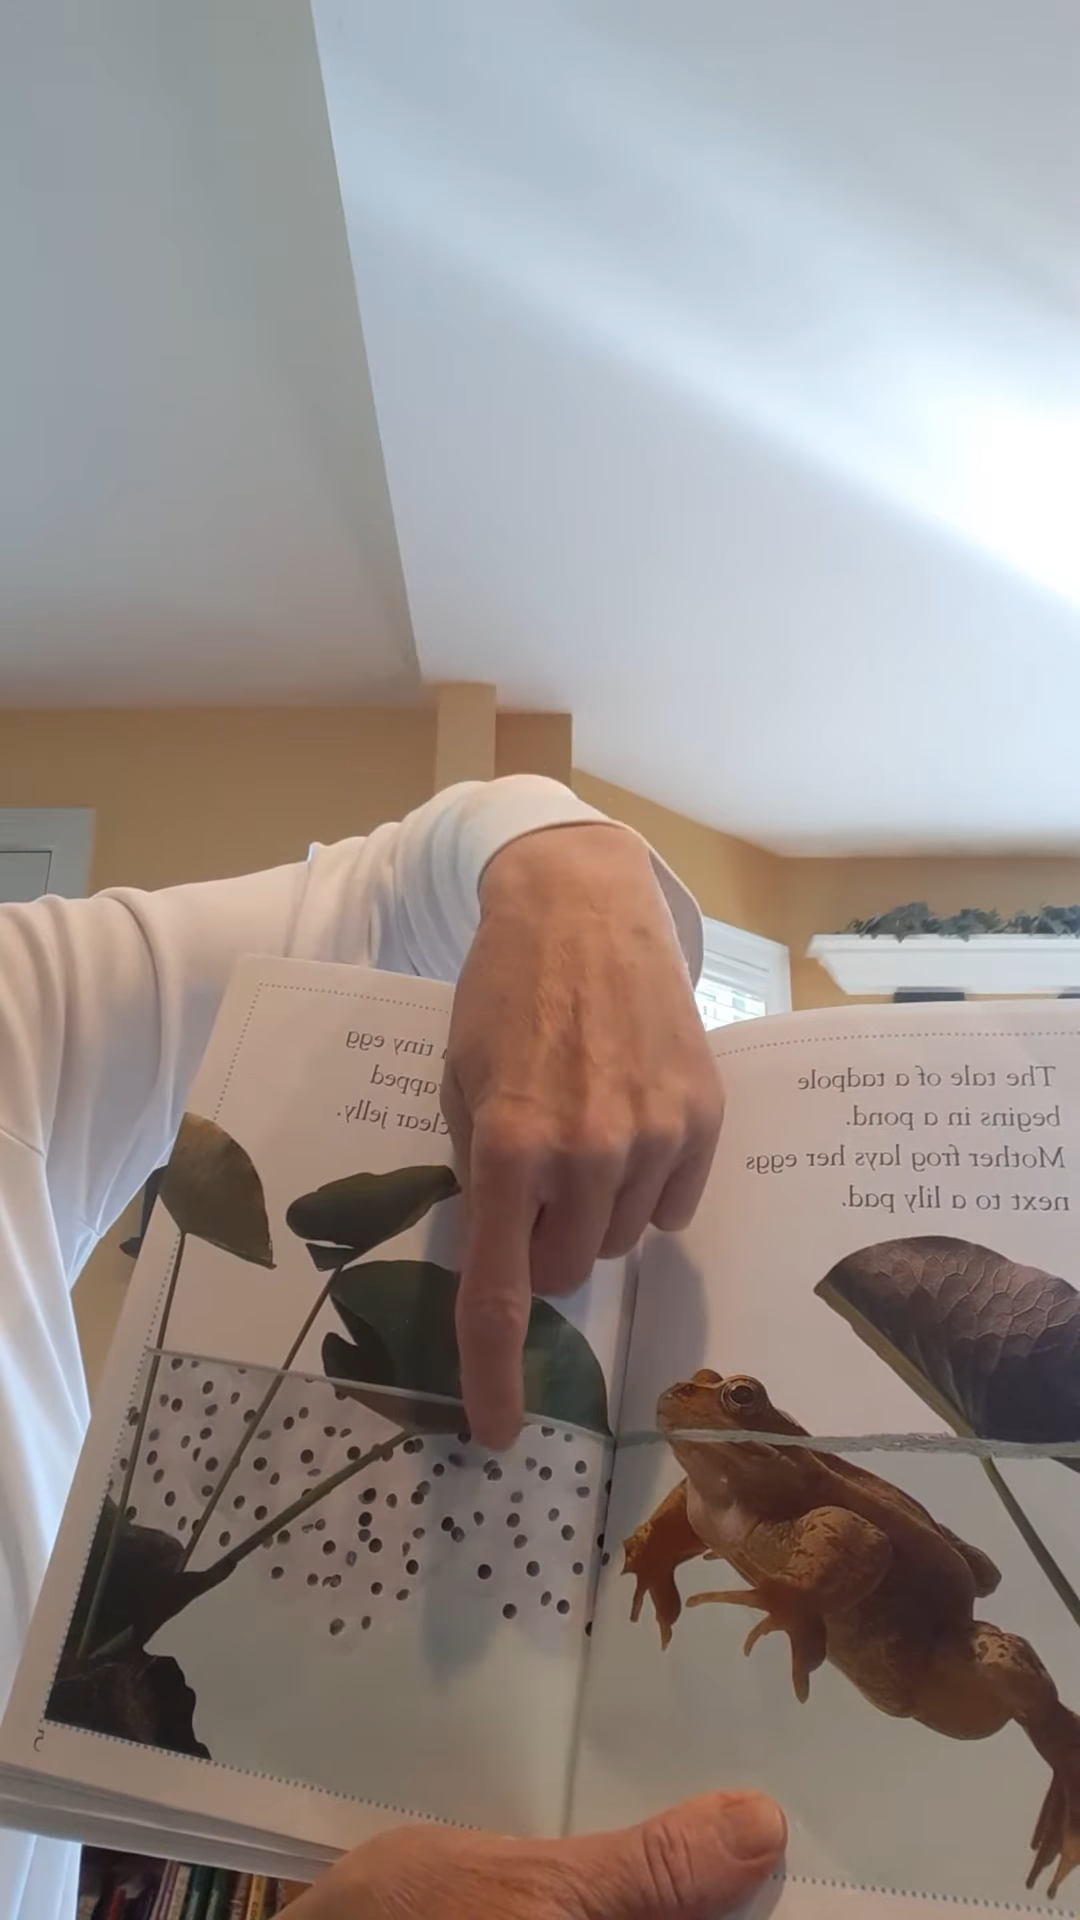 The tale of a tadpole
begins in a pond.
Mother frog lays her eggs
next to a lily pad.
tiny egg
clear jelly.
5